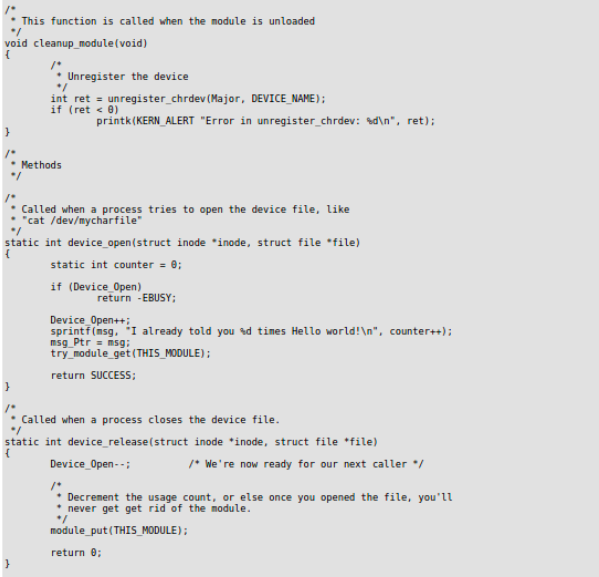 /*
 * This function is called when the module is unloaded
 */
void cleanup_module(void)
{
        /*
         * Unregister the device
         */
        int ret = unregister_chrdev(Major, DEVICE_NAME);
        if (ret < 0)
                printk(KERN_ALERT "Error in unregister_chrdev: %d\n", ret);
}

/*
 * Methods
 */

/*
 * Called when a process tries to open the device file, like
 * "cat /dev/mycharfile"
 */
static int device_open(struct inode *inode, struct file *file)
{
        static int counter = 0;

        if (Device_Open)
                return -EBUSY;

        Device_Open++;
        sprintf(msg, "I already told you %d times Hello world!\n", counter++);
        msg_Ptr = msg;
        try_module_get(THIS_MODULE);

        return SUCCESS;
}

/*
 * Called when a process closes the device file.
 */
static int device_release(struct inode *inode, struct file *file)
{
        Device_Open--;          /* We're now ready for our next caller */

        /*
         * Decrement the usage count, or else once you opened the file, you'll
         * never get get rid of the module.
         */
        module_put(THIS_MODULE);

        return 0;
}